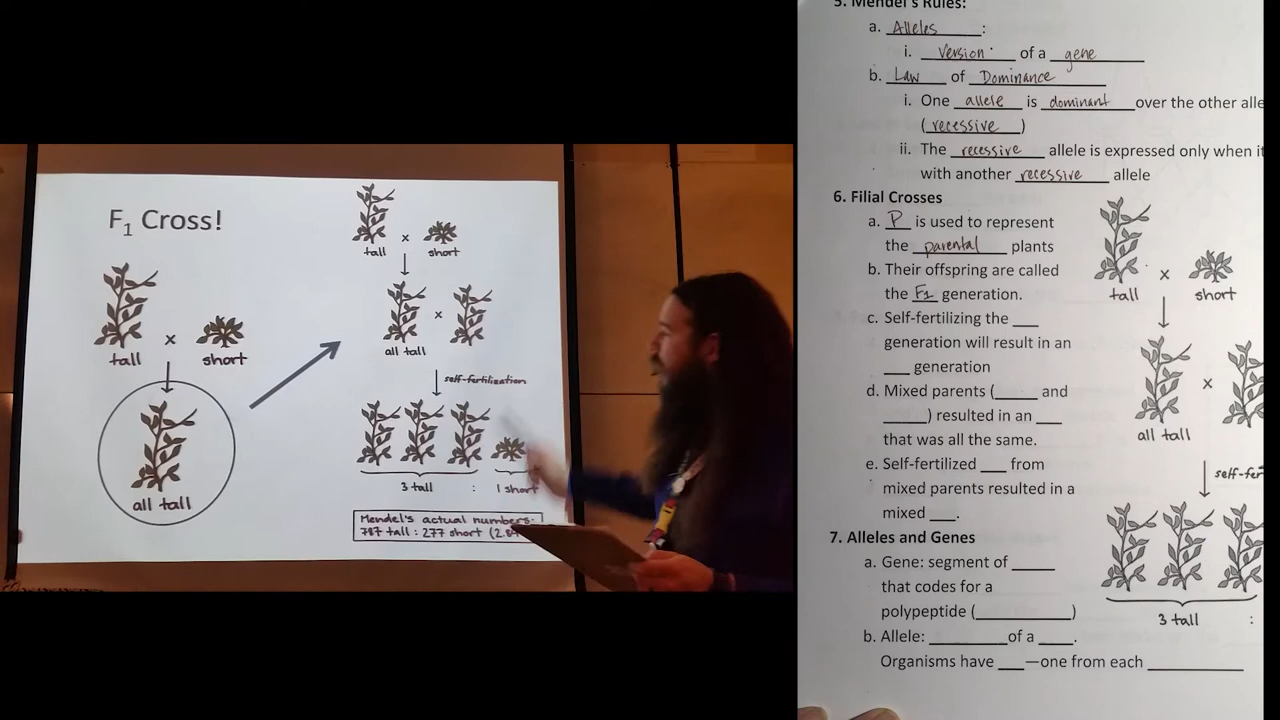 F1 Cross!
tall
x
short
all tall
tall
x
short
x
all tall
self-fertilization
3 tall : 1 short
Mendel's actual numbers:
787 tall : 277 short (2.84
5. Mendel's Rules:
a. Alleles :
i. Version of a gene
b. Law of Dominance
i. One allele is dominant over the other alle
(recessive)
ii. The recessive allele is expressed only when it
with another recessive allele
6. Filial Crosses
a. P is used to represent
the parental plants
b. Their offspring are called
the F1 generation.
c. Self-fertilizing the ___
generation will result in an
___ generation
d. Mixed parents (_____ and
_____) resulted in an ___
that was all the same.
e. Self-fertilized ___ from
mixed parents resulted in a
mixed ___.
tall
x
short
x
all tall
self-fer
3 tall :
7. Alleles and Genes
a. Gene: segment of _____
that codes for a
polypeptide (___________)
b. Allele: _________of a ____.
Organisms have ___—one from each ___________